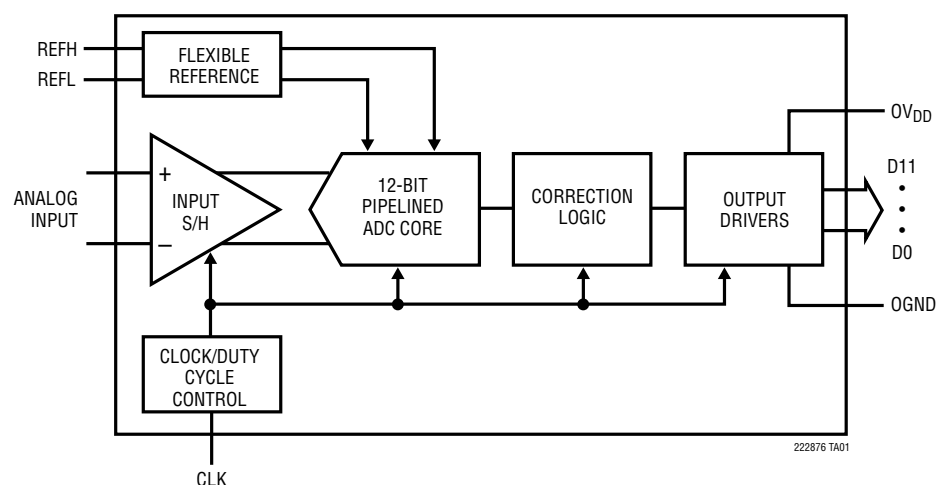 REFH
REFL
FLEXIBLE
REFERENCE
OVDD
D11
D0
OGND
ANALOG
INPUT
+
–
INPUT
S/H
12-BIT
PIPELINED
ADC CORE
CORRECTION
LOGIC
OUTPUT
DRIVERS
CLOCK/DUTY
CYCLE
CONTROL
CLK
222876 TA01